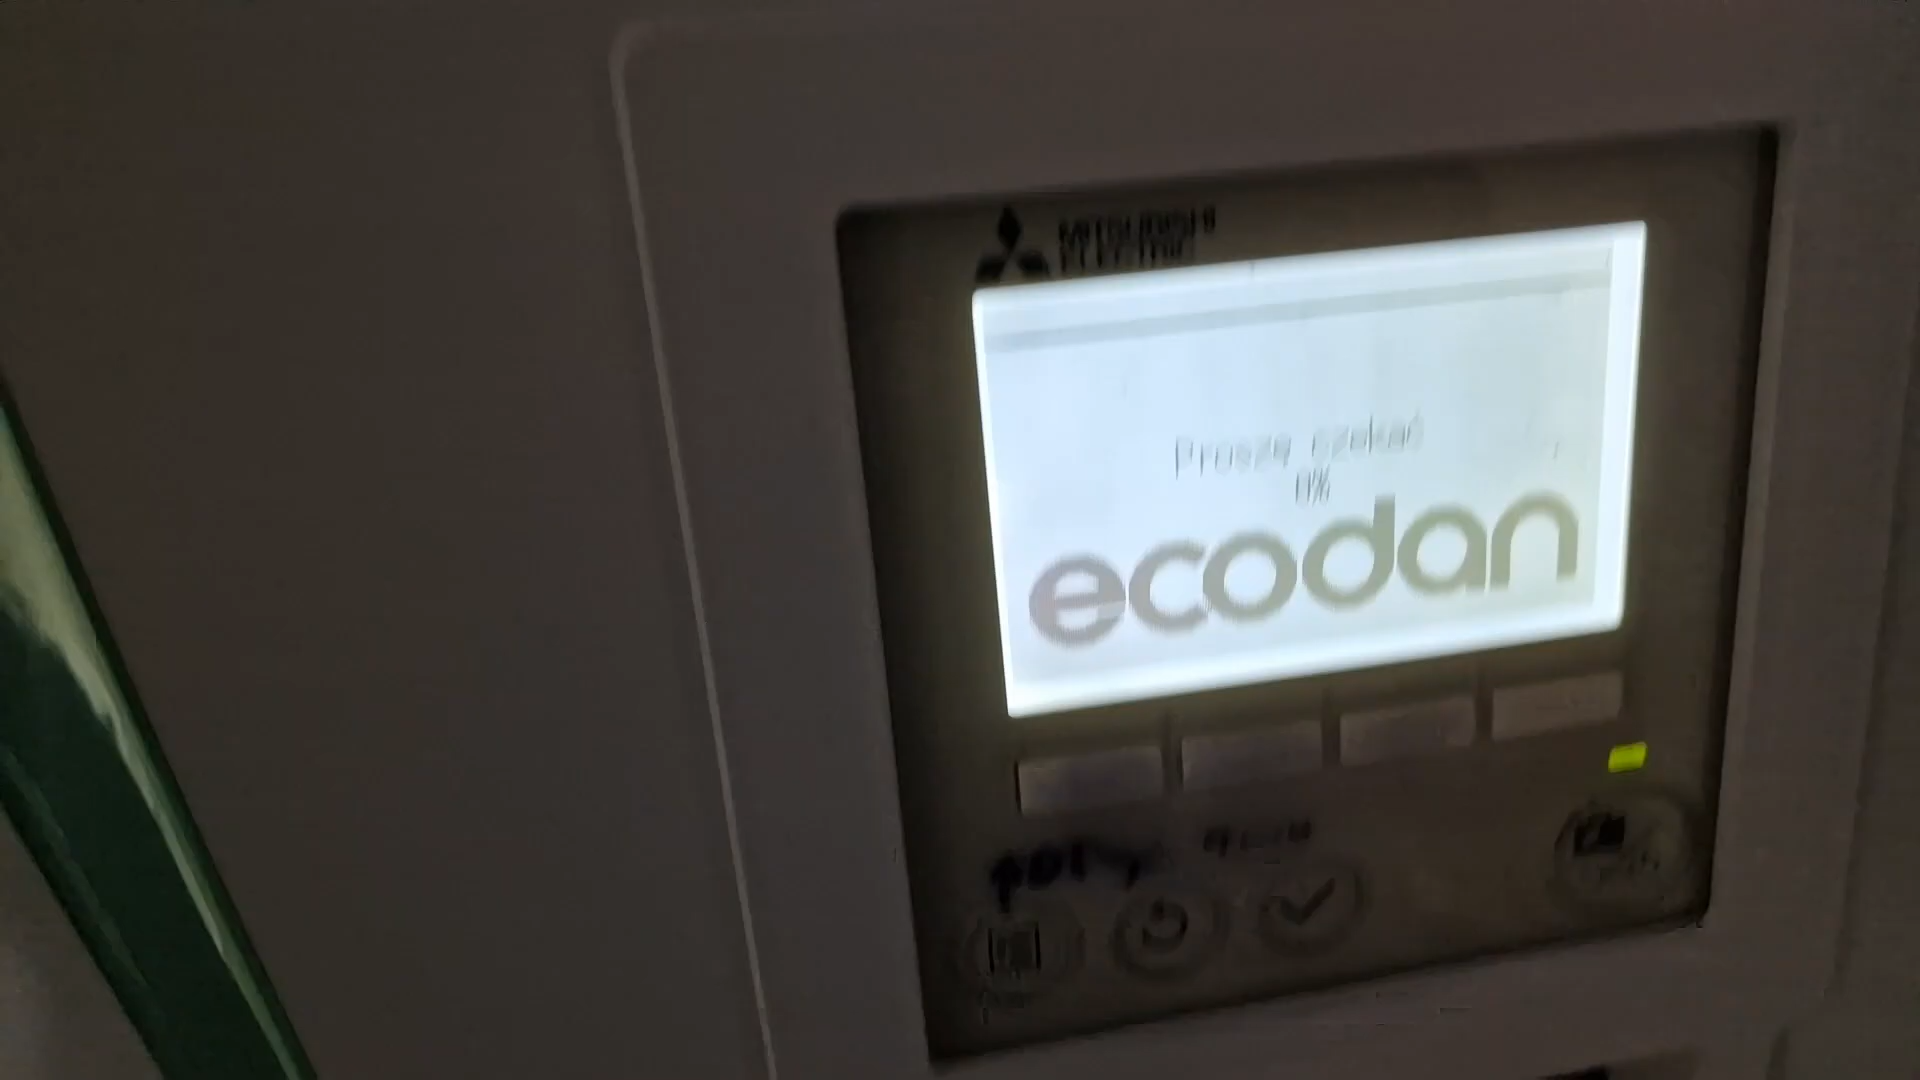 MITSUBISHI
ELECTRIC
Proszę czekać
0%
ecodan